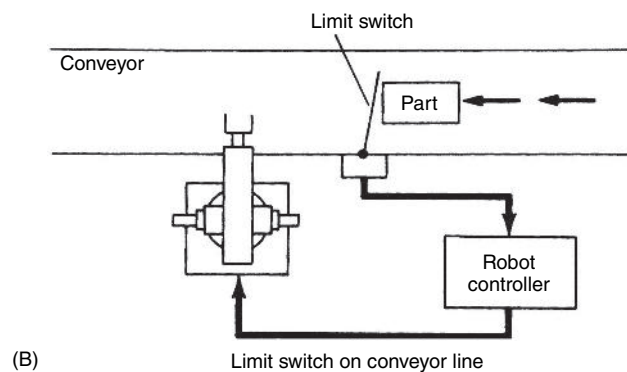 Limit switch
Conveyor
Part
Robot
controller
(B)
Limit switch on conveyor line